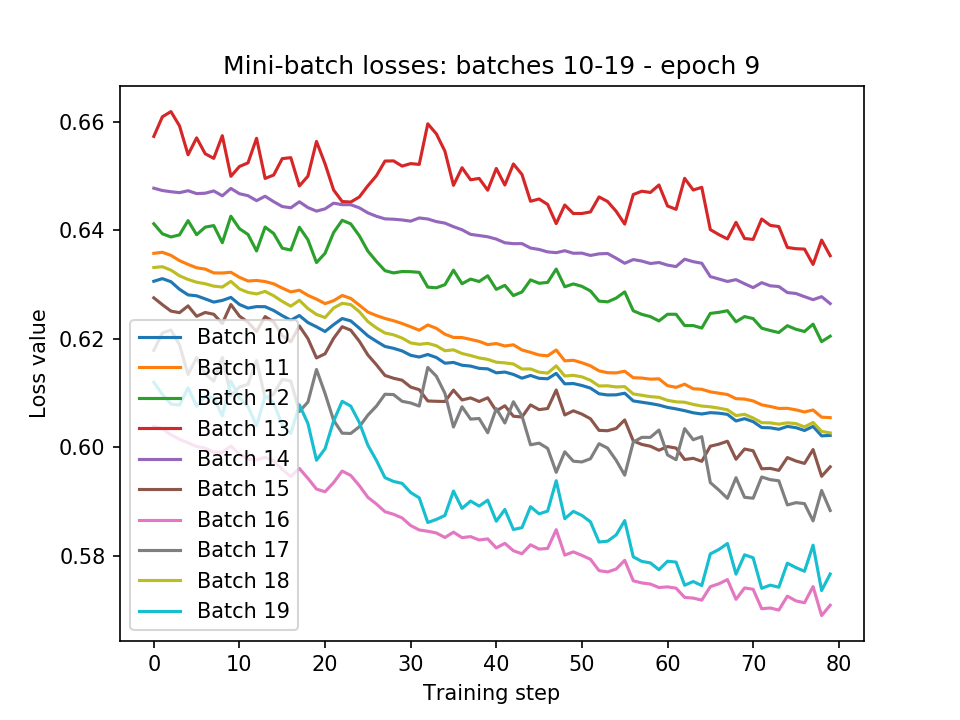 Mini-batch losses: batches 10-19 - epoch 9
Loss value
0.66
0.64
0.62
0.60
0.58
Batch 10
Batch 11
Batch 12
Batch 13
Batch 14
Batch 15
Batch 16
Batch 17
Batch 18
Batch 19
0 10 20 30 40 50 60 70 80
Training step